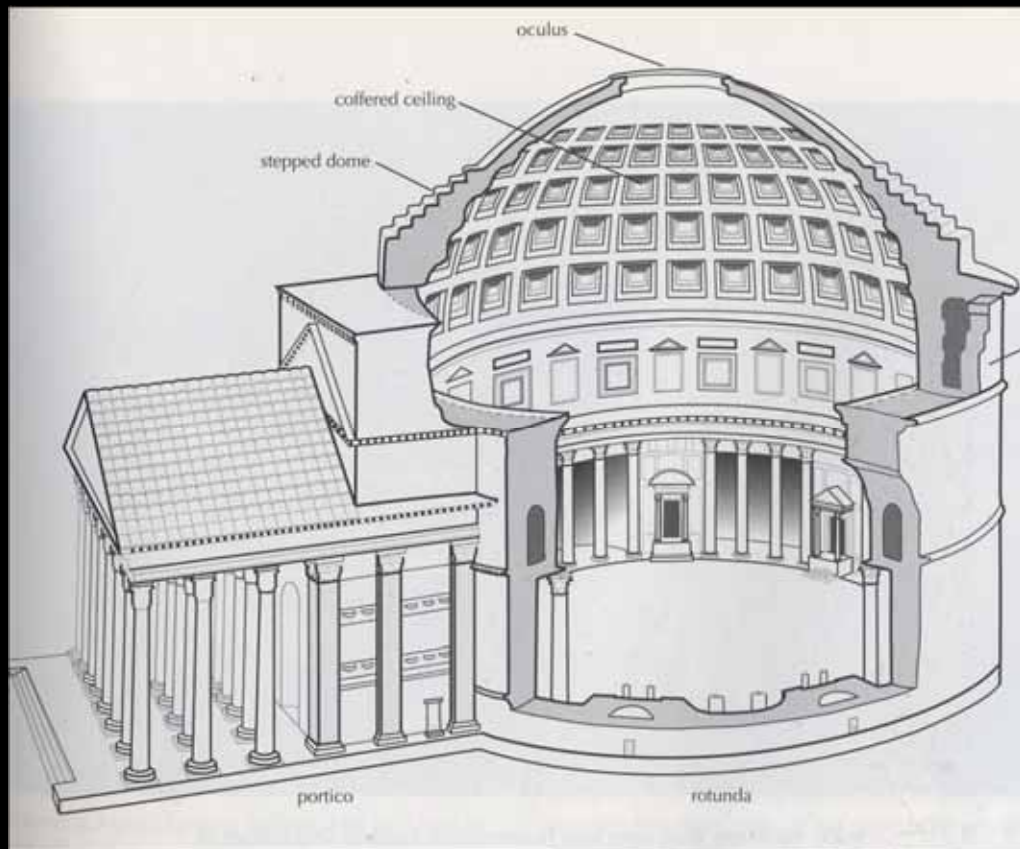 oculus
coffered ceiling
stepped dome
portico
rotunda